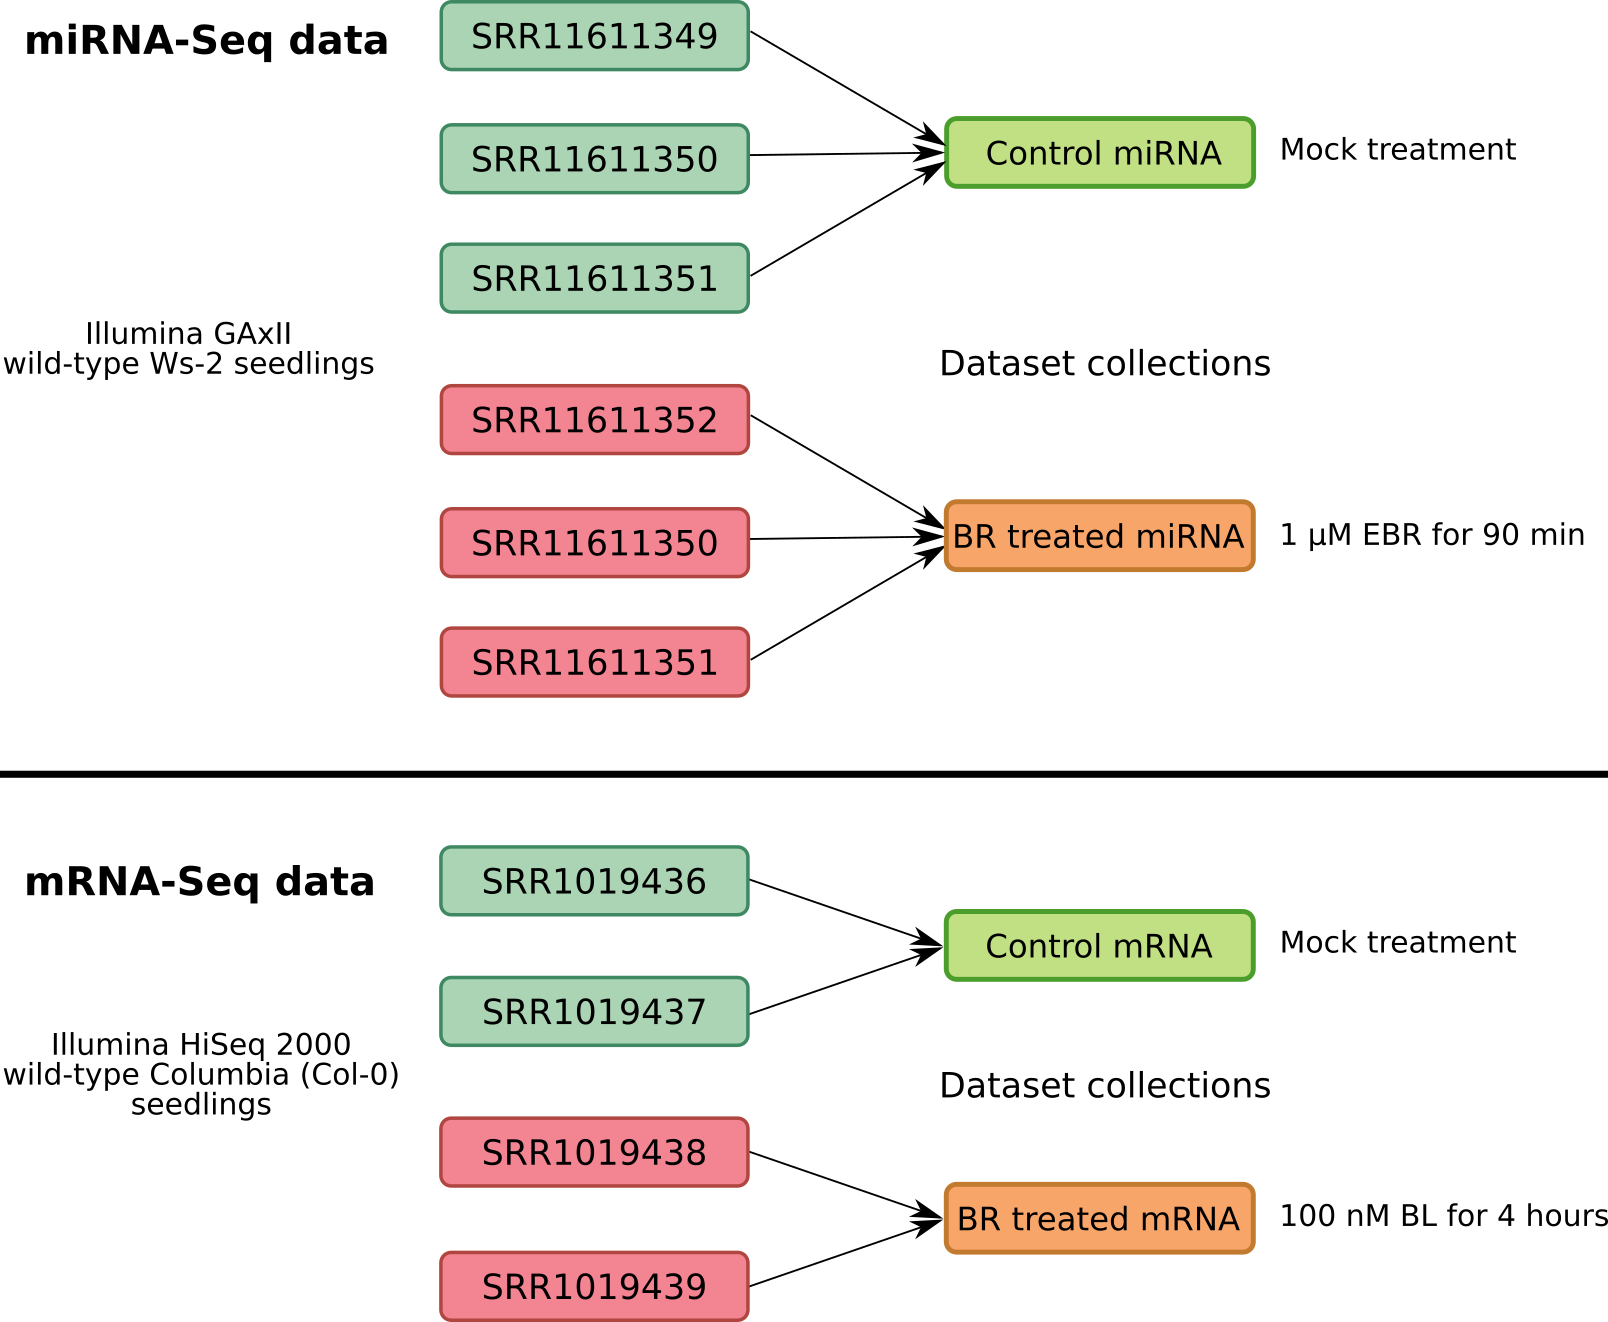 miRNA-Seq data
SRR11611349
SRR11611350
SRR11611351
Control miRNA
Mock treatment
Illumina GAxII
wild-type Ws-2 seedlings
Dataset collections
SRR11611352
SRR11611350
SRR11611351
BR treated miRNA
1 µM EBR for 90 min
mRNA-Seq data
SRR1019436
SRR1019437
Control mRNA
Mock treatment
Illumina HiSeq 2000
wild-type Columbia (Col-0)
seedlings
Dataset collections
SRR1019438
SRR1019439
BR treated mRNA
100 nM BL for 4 hours